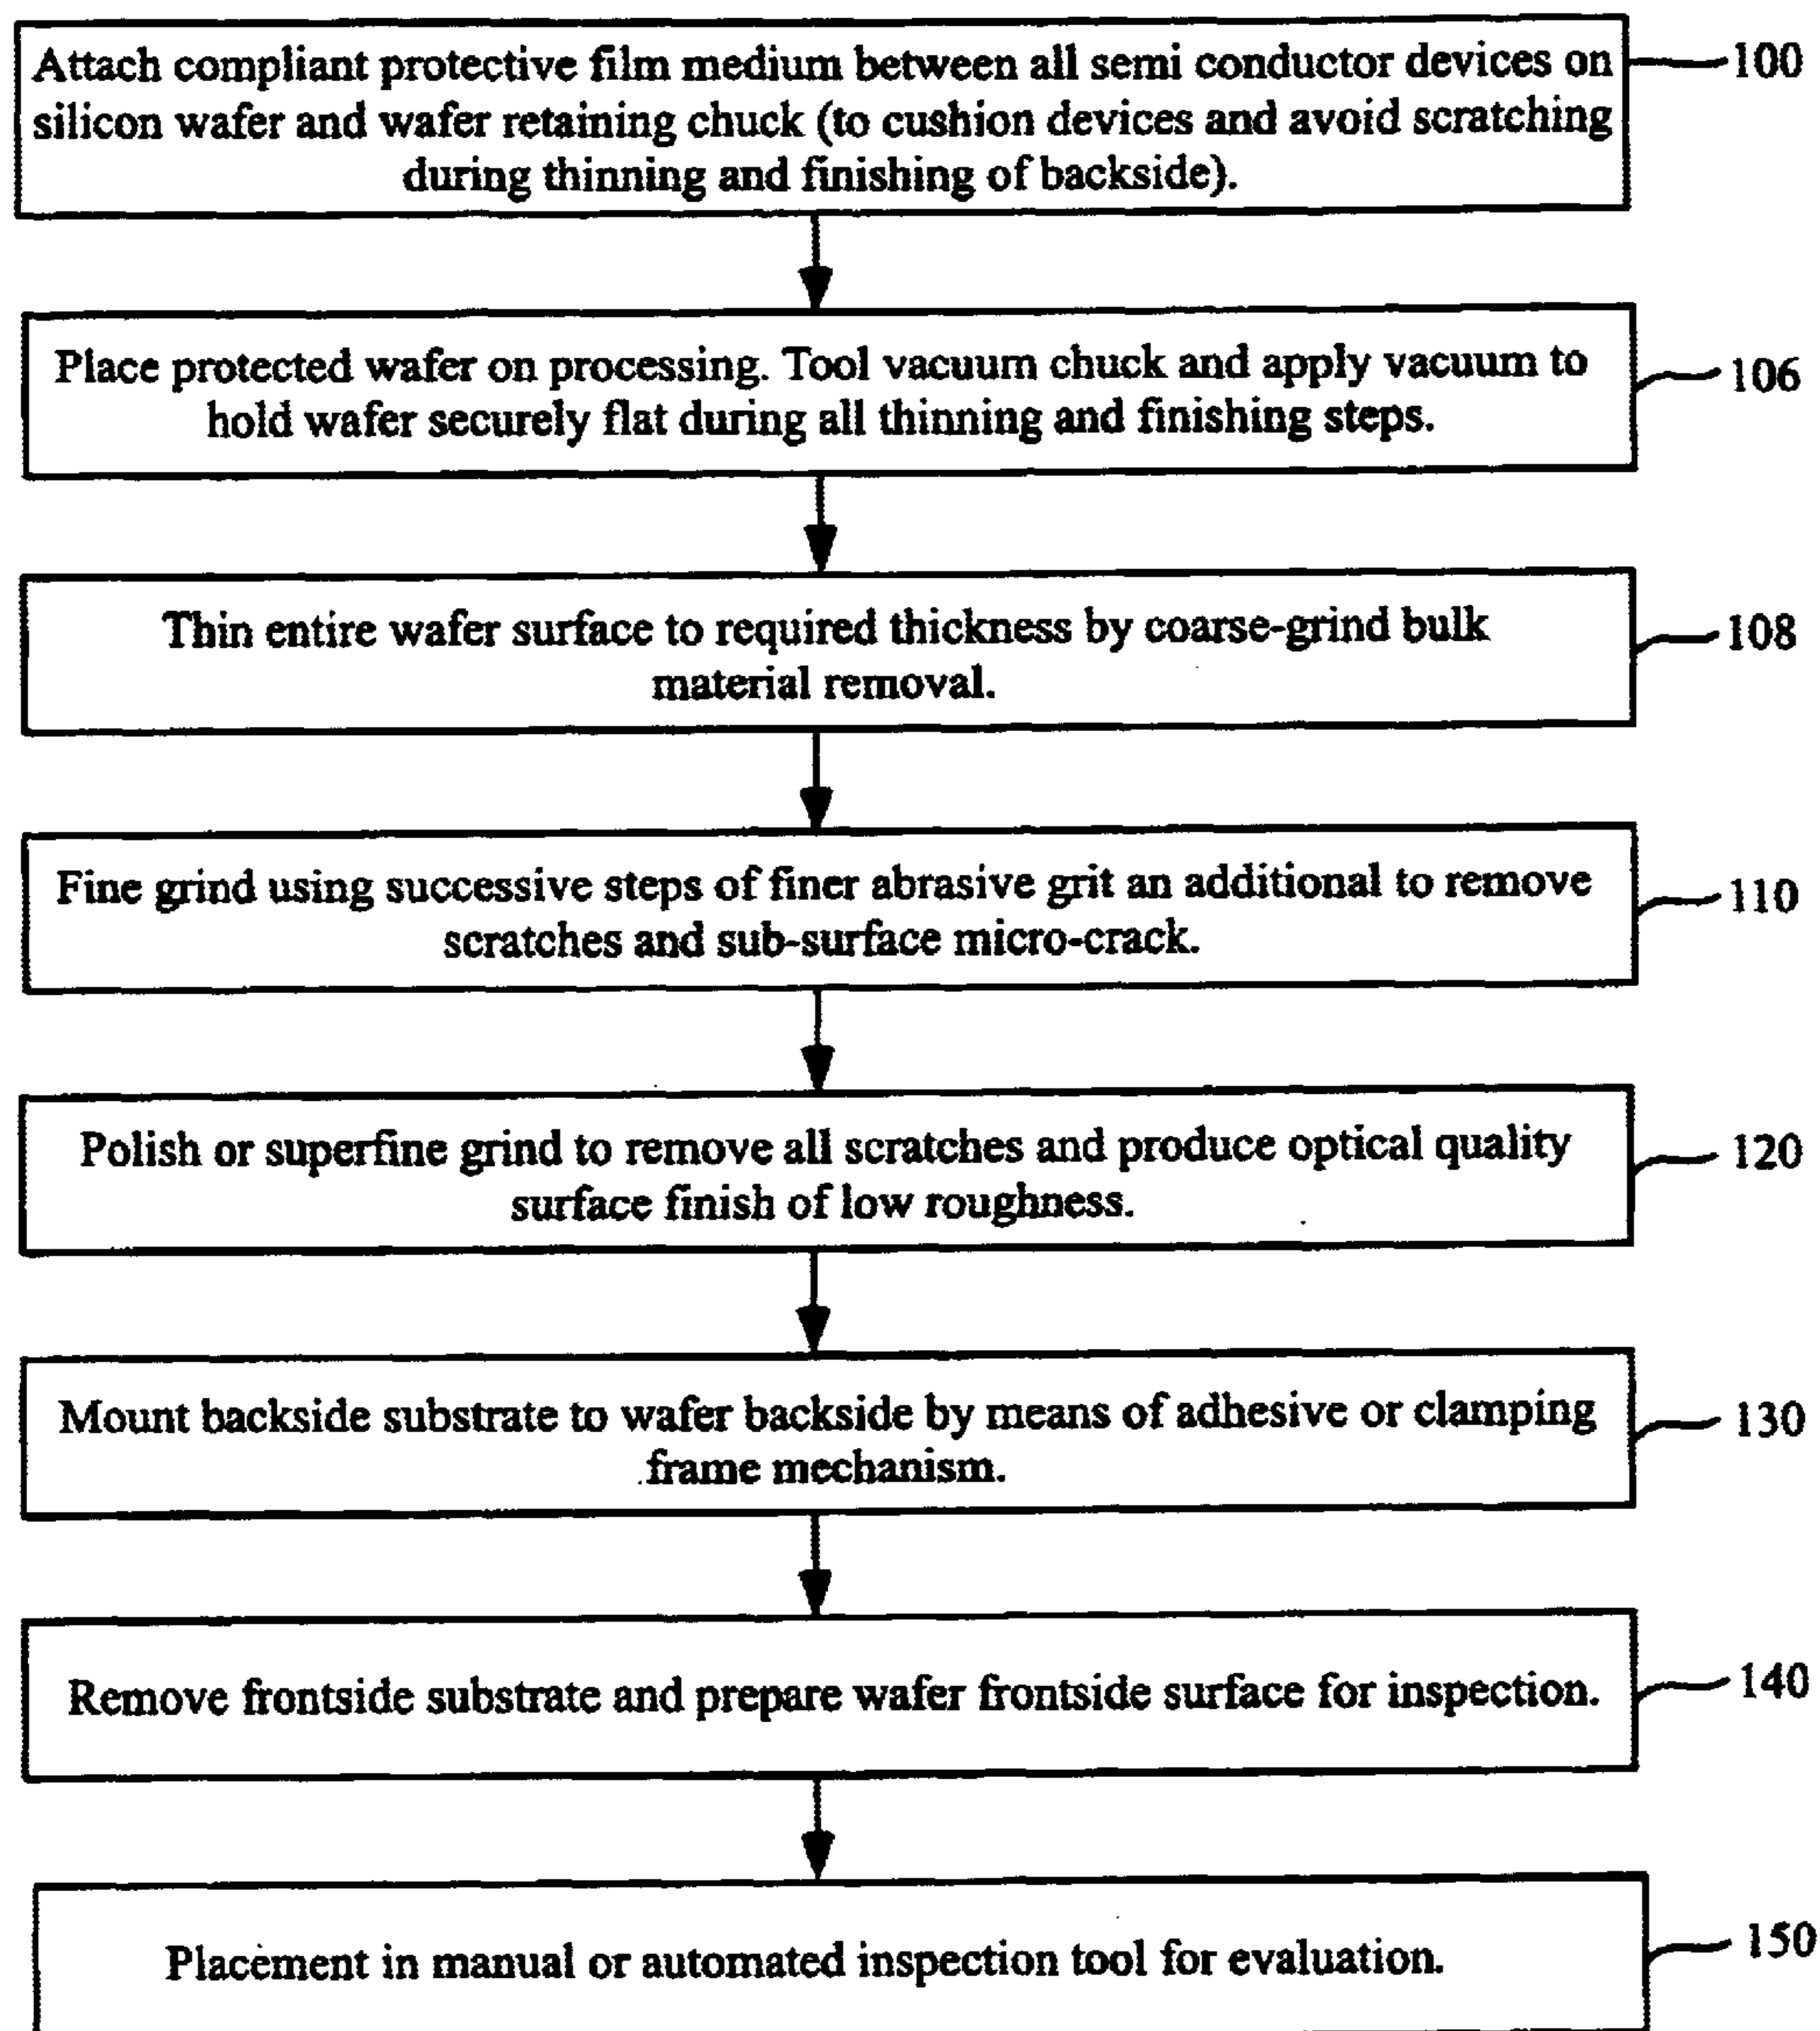 Attach compliant protective film medium between all semi conductor devices on
silicon wafer and wafer retaining chuck (to cushion devices and avoid scratching
during thinning and finishing of backside).
100
Place protected wafer on processing. Tool vacuum chuck and apply vacuum to
hold wafer securely flat during all thinning and finishing steps.
106
Thin entire wafer surface to required thickness by coarse-grind bulk
material removal.
108
Fine grind using successive steps of finer abrasive grit an additional to remove
scratches and sub-surface micro-crack.
110
Polish or superfine grind to remove all scratches and produce optical quality
surface finish of low roughness.
120
Mount backside substrate to wafer backside by means of adhesive or clamping
frame mechanism.
130
Remove frontside substrate and prepare wafer frontside surface for inspection.
140
Placement in manual or automated inspection tool for evaluation.
150